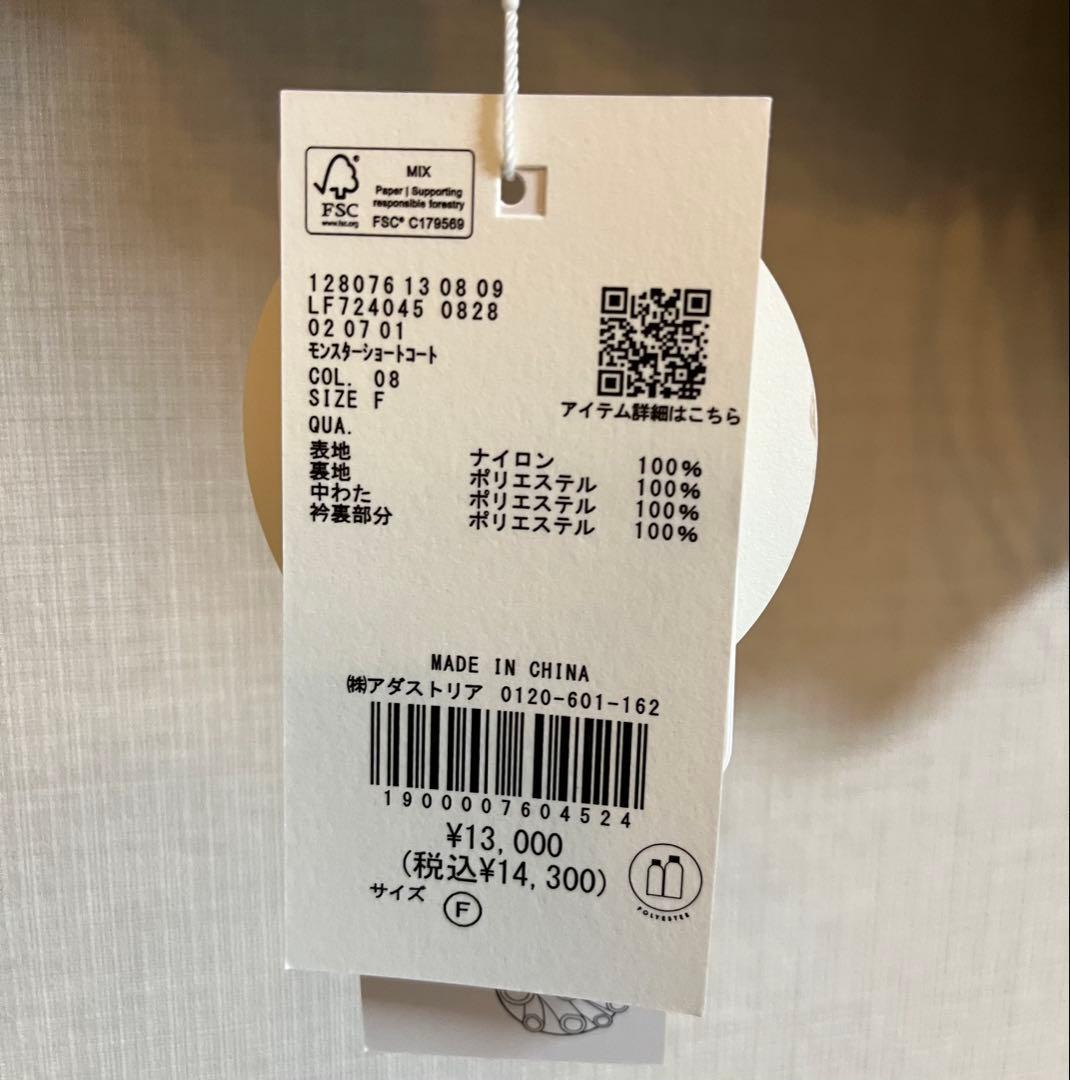 MIX
Paper | Supporting
responsible forestry
FSC
www.fsc.org
FSC® C179569
128076 13 08 09
LF724045 0828
02 07 01
ﾓﾝｽﾀｰｼｮｰﾄｺｰﾄ
COL. 08
SIZE F
アイテム詳細はこちら
QUA.
表地 ナイロン 100%
裏地 ポリエステル 100%
中わた ポリエステル 100%
衿裏部分 ポリエステル 100%
MADE IN CHINA
㈱アダストリア 0120-601-162
1900007604524
¥13,000
(税込¥14,300)
サイズ F
POLYESTER